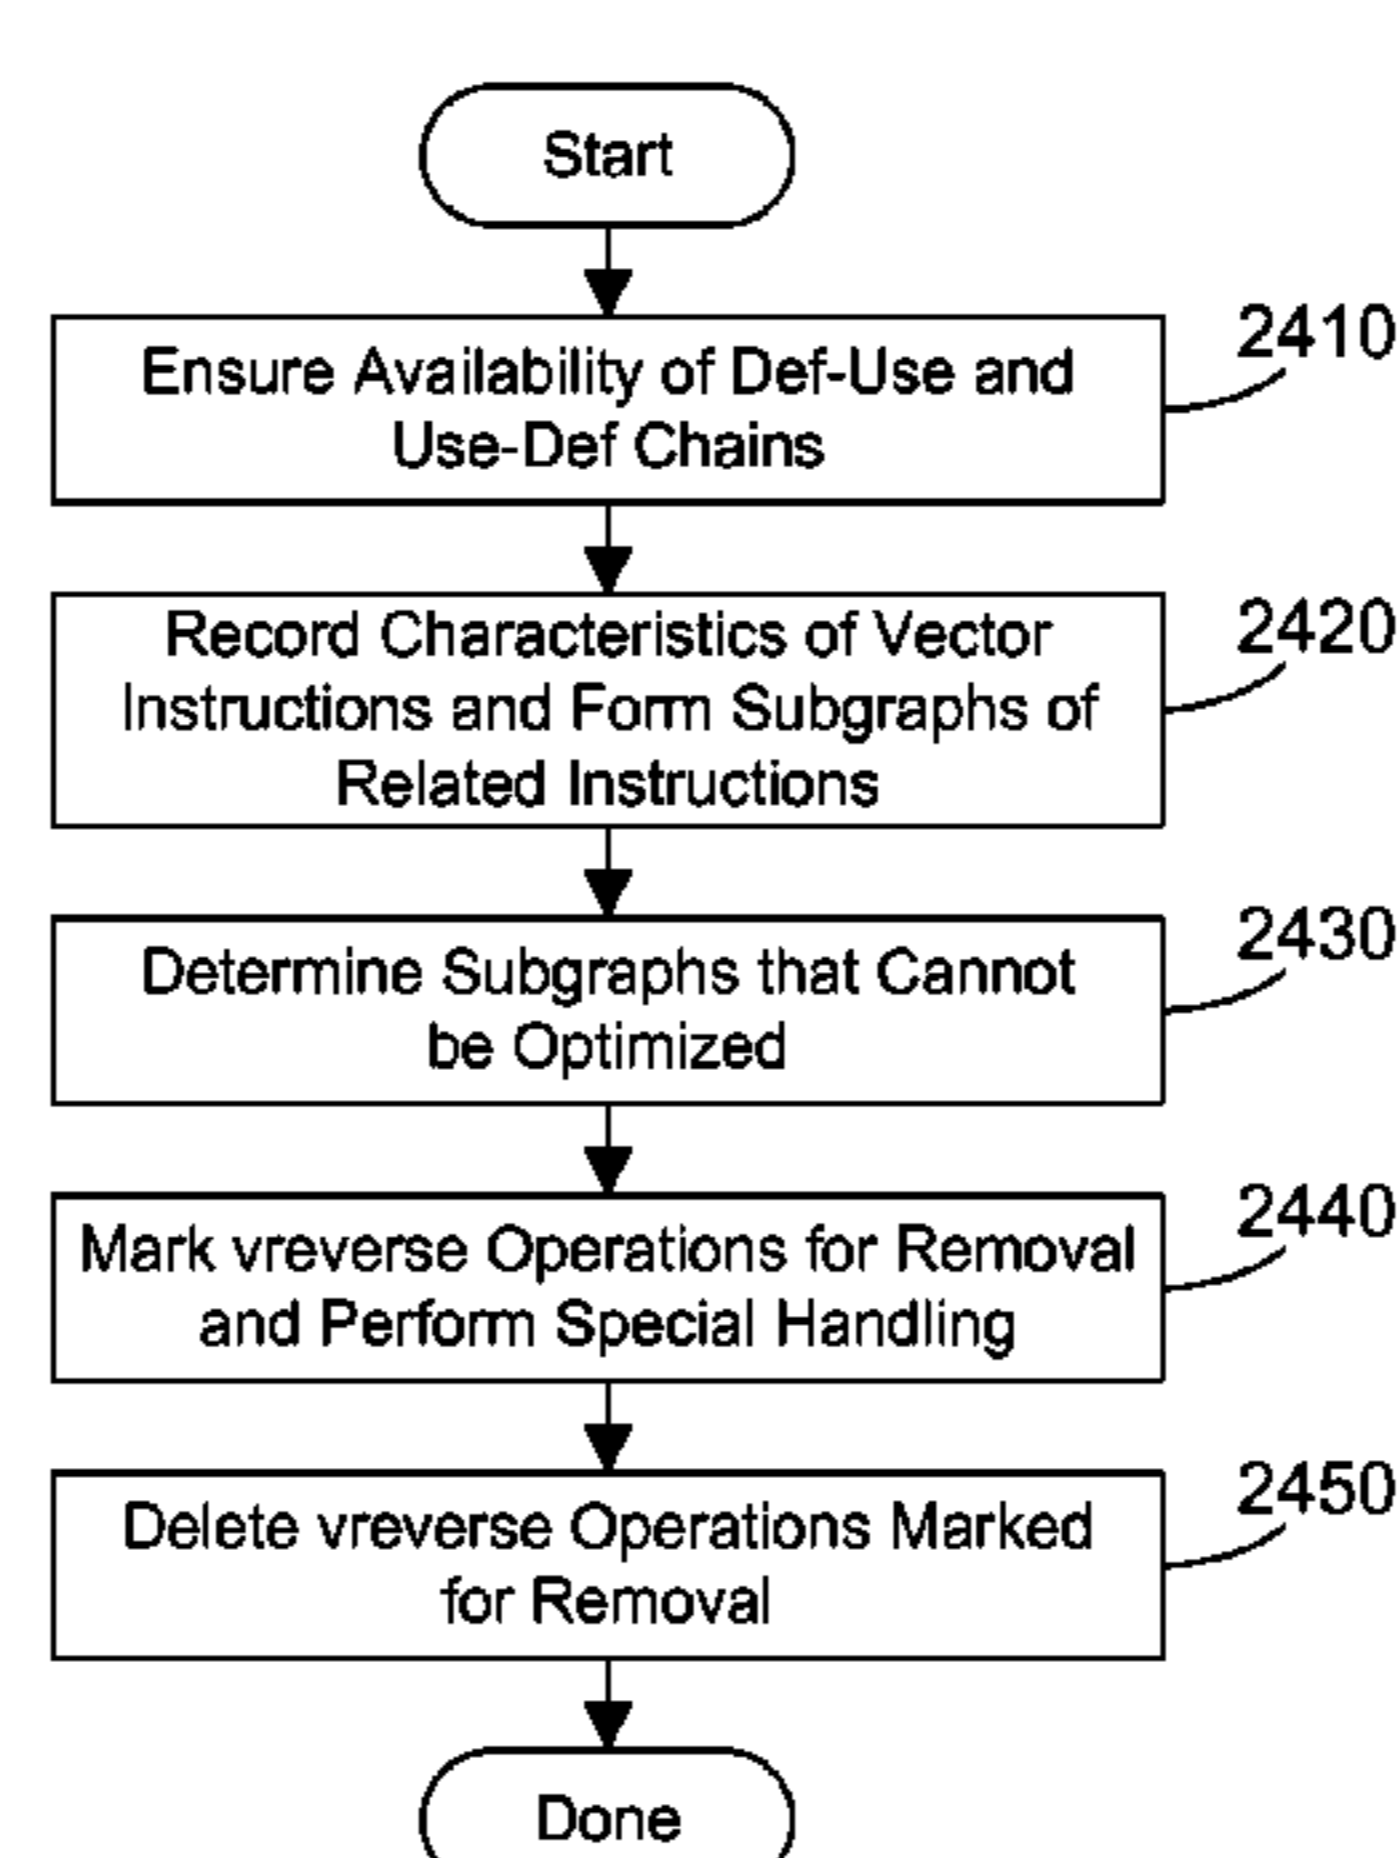 Start
2410
Ensure Availability of Def-Use and
Use-Def Chains
2420
Record Characteristics of Vector
Instructions and Form Subgraphs of
Related Instructions
2430
Determine Subgraphs that Cannot
be Optimized
2440
Mark vreverse Operations for Removal
and Perform Special Handling
2450
Delete vreverse Operations Marked
for Removal
Done